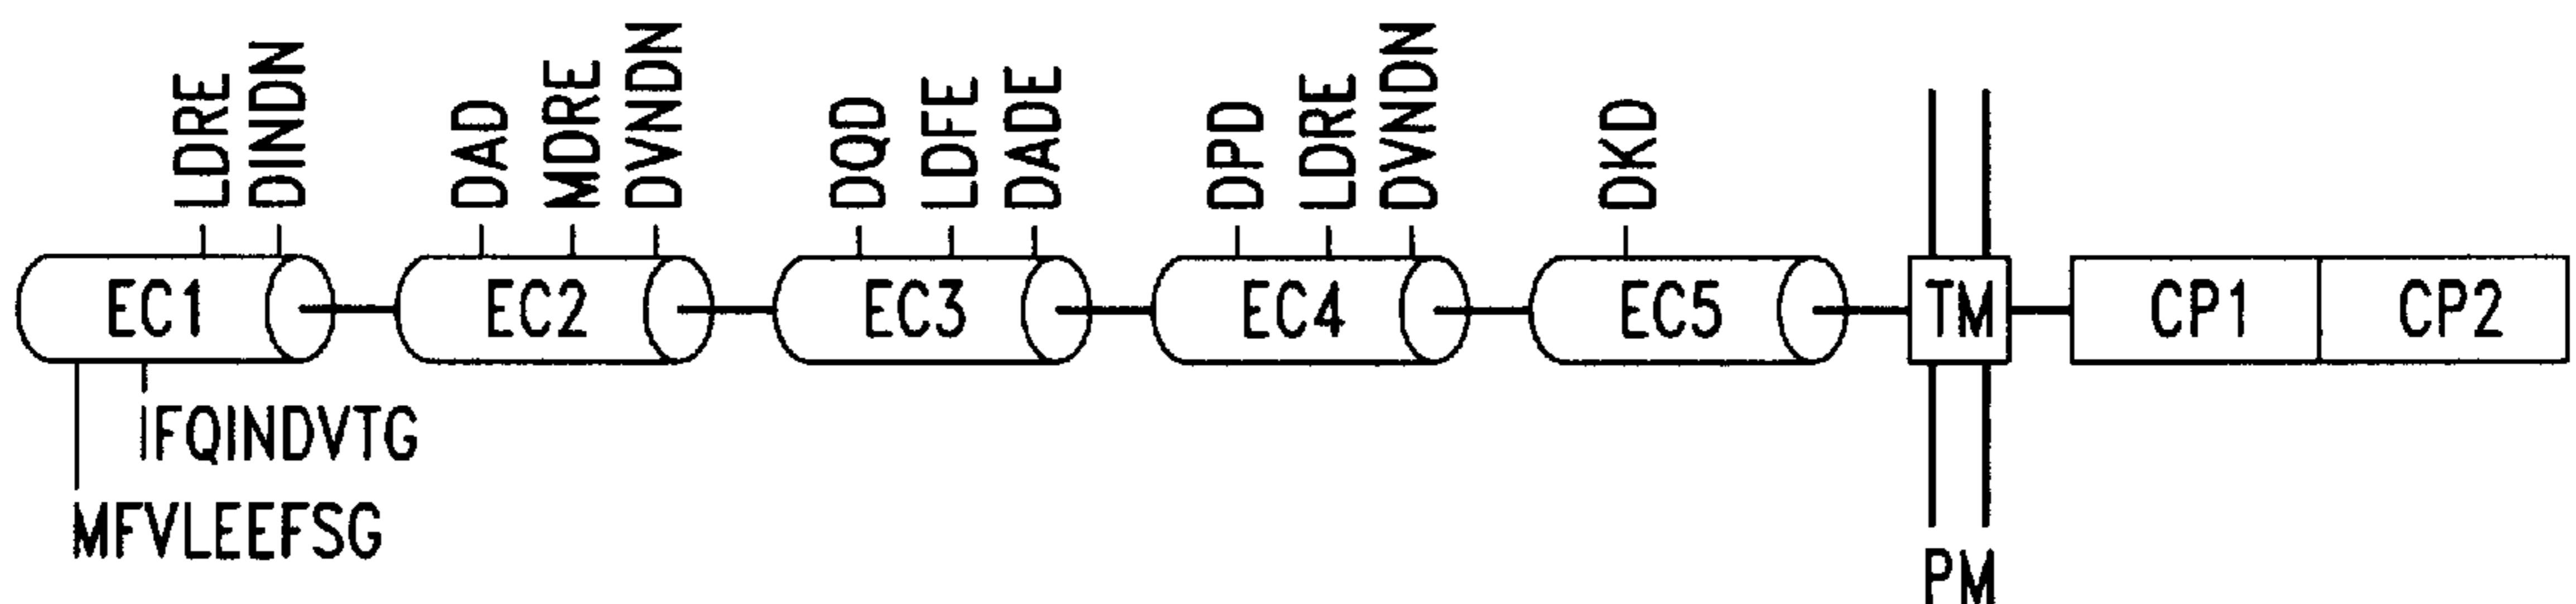 LDRE
DINDN
DAD
MDRE
DVNDN
DQD
LDFE
DADE
DPD
LDRE
DVNDN
DKD
EC1
EC2
EC3
EC4
EC5
TM
CP1
CP2
IFQINDVTG
MFVLEEFSG
PM